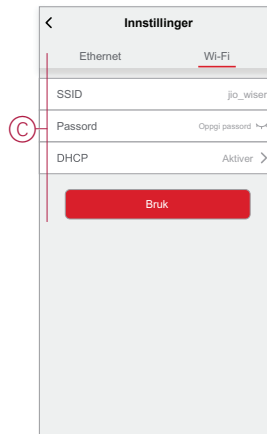 Innstillinger
Ethernet Wi-Fi
SSID jio_wiser
C Passord Oppgi passord
DHCP Aktiver
Bruk